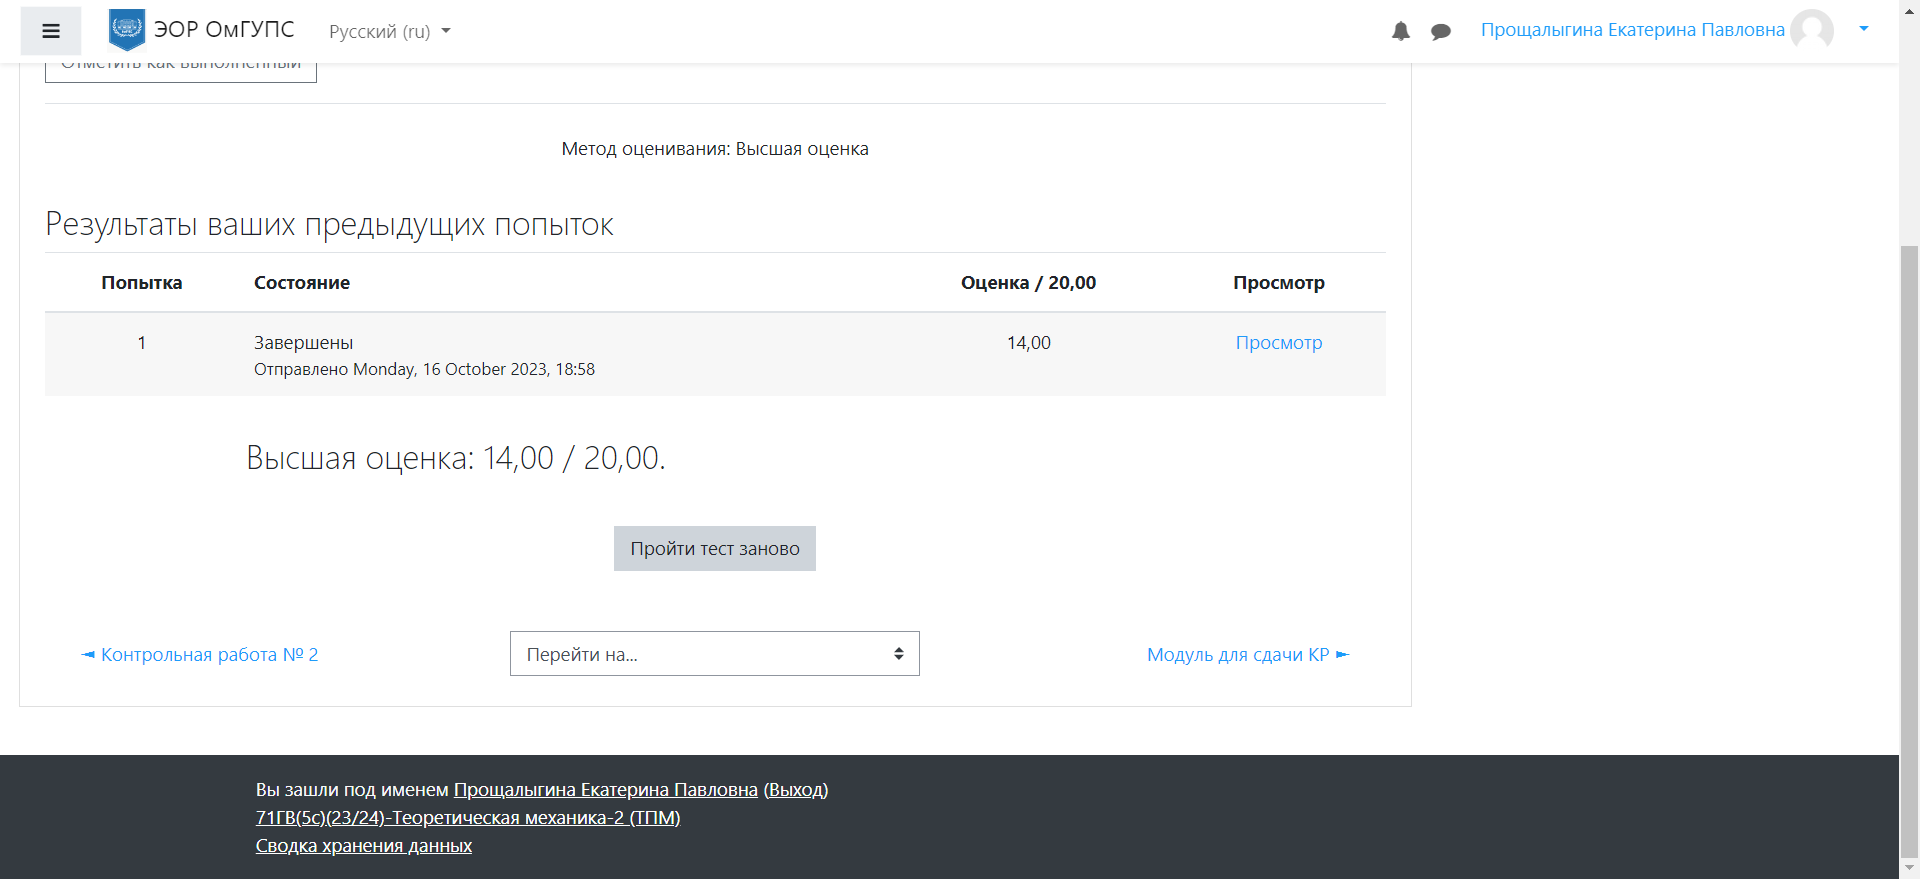 ЭОР ОмГУПС
Русский (ru)
Прощалыгина Екатерина Павловна
Отметить как выполненный
Метод оценивания: Высшая оценка
Результаты ваших предыдущих попыток
Попытка Состояние Оценка / 20,00 Просмотр
1 Завершены 14,00 Просмотр
Отправлено Monday, 16 October 2023, 18:58
Высшая оценка: 14,00 / 20,00.
Пройти тест заново
◄ Контрольная работа № 2
Перейти на...
Модуль для сдачи КР ►
Вы зашли под именем Прощалыгина Екатерина Павловна (Выход)
71ГВ(5с)(23/24)-Теоретическая механика-2 (ТПМ)
Сводка хранения данных